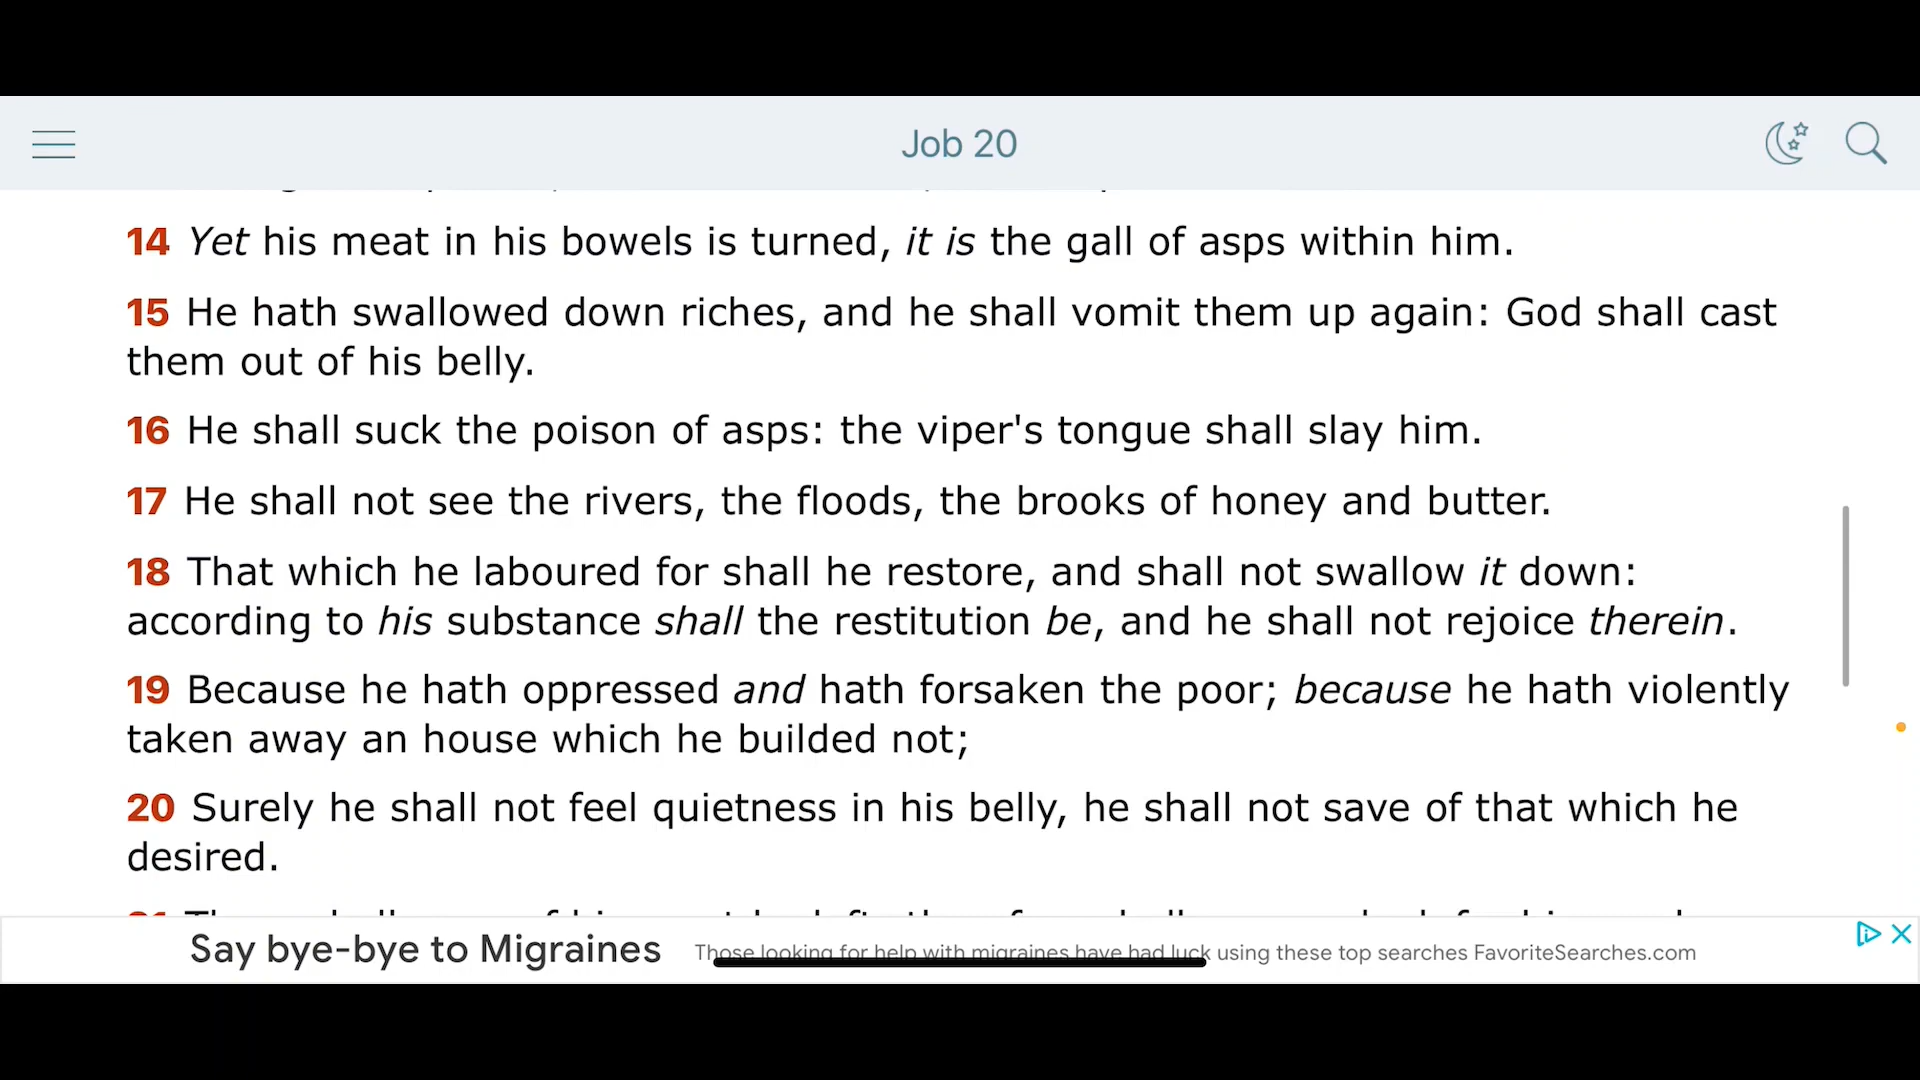 Job 20
14 Yet his meat in his bowels is turned, it is the gall of asps within him.
15 He hath swallowed down riches, and he shall vomit them up again: God shall cast
them out of his belly.
16 He shall suck the poison of asps: the viper's tongue shall slay him.
17 He shall not see the rivers, the floods, the brooks of honey and butter.
18 That which he laboured for shall he restore, and shall not swallow it down:
according to his substance shall the restitution be, and he shall not rejoice therein.
19 Because he hath oppressed and hath forsaken the poor; because he hath violently
taken away an house which he builded not;
20 Surely he shall not feel quietness in his belly, he shall not save of that which he
desired.
Say bye-bye to Migraines
Those looking for help with migraines have had luck using these top searches FavoriteSearches.com